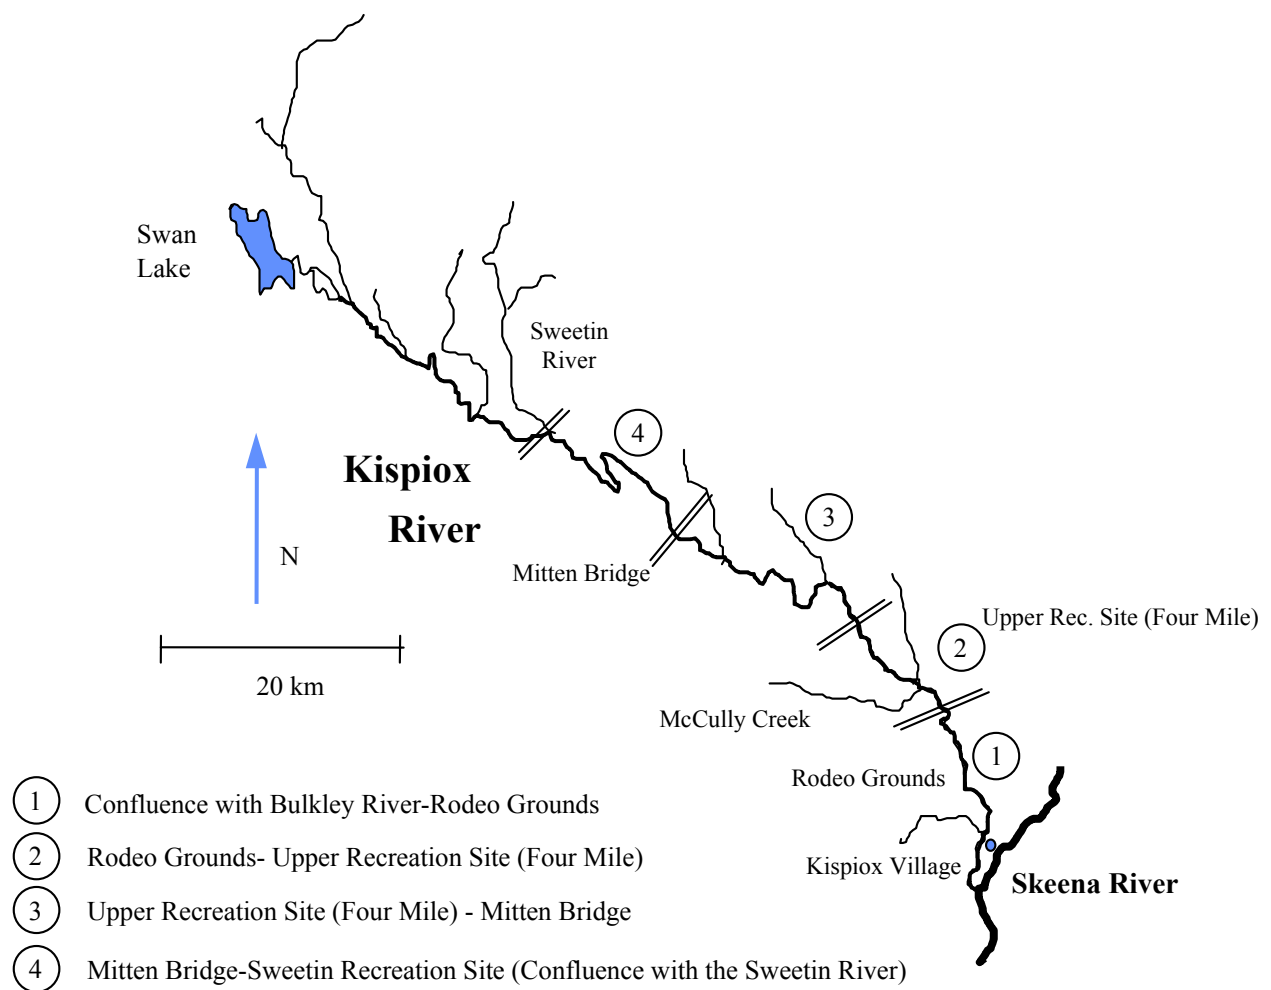 Swan
Lake
Sweetin
River
4
Kispiox
River
3
N
Mitten Bridge
Upper Rec. Site (Four Mile)
2
20 km
McCully Creek
1
Rodeo Grounds
Kispiox Village
Skeena River
1 Confluence with Bulkley River-Rodeo Grounds
2 Rodeo Grounds- Upper Recreation Site (Four Mile)
3 Upper Recreation Site (Four Mile) - Mitten Bridge
4 Mitten Bridge-Sweetin Recreation Site (Confluence with the Sweetin River)